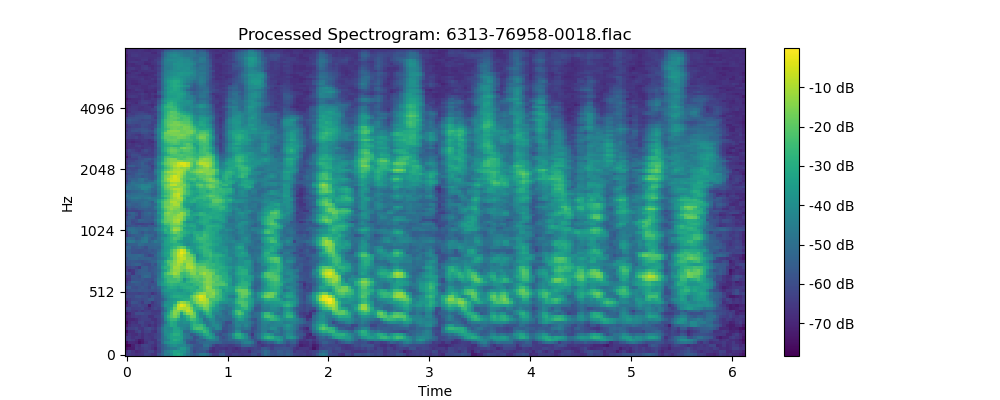 Processed Spectrogram: 6313-76958-0018.flac
Hz
4096
2048
1024
512
0
0 1 2 3 4 5 6
Time
-10 dB
-20 dB
-30 dB
-40 dB
-50 dB
-60 dB
-70 dB